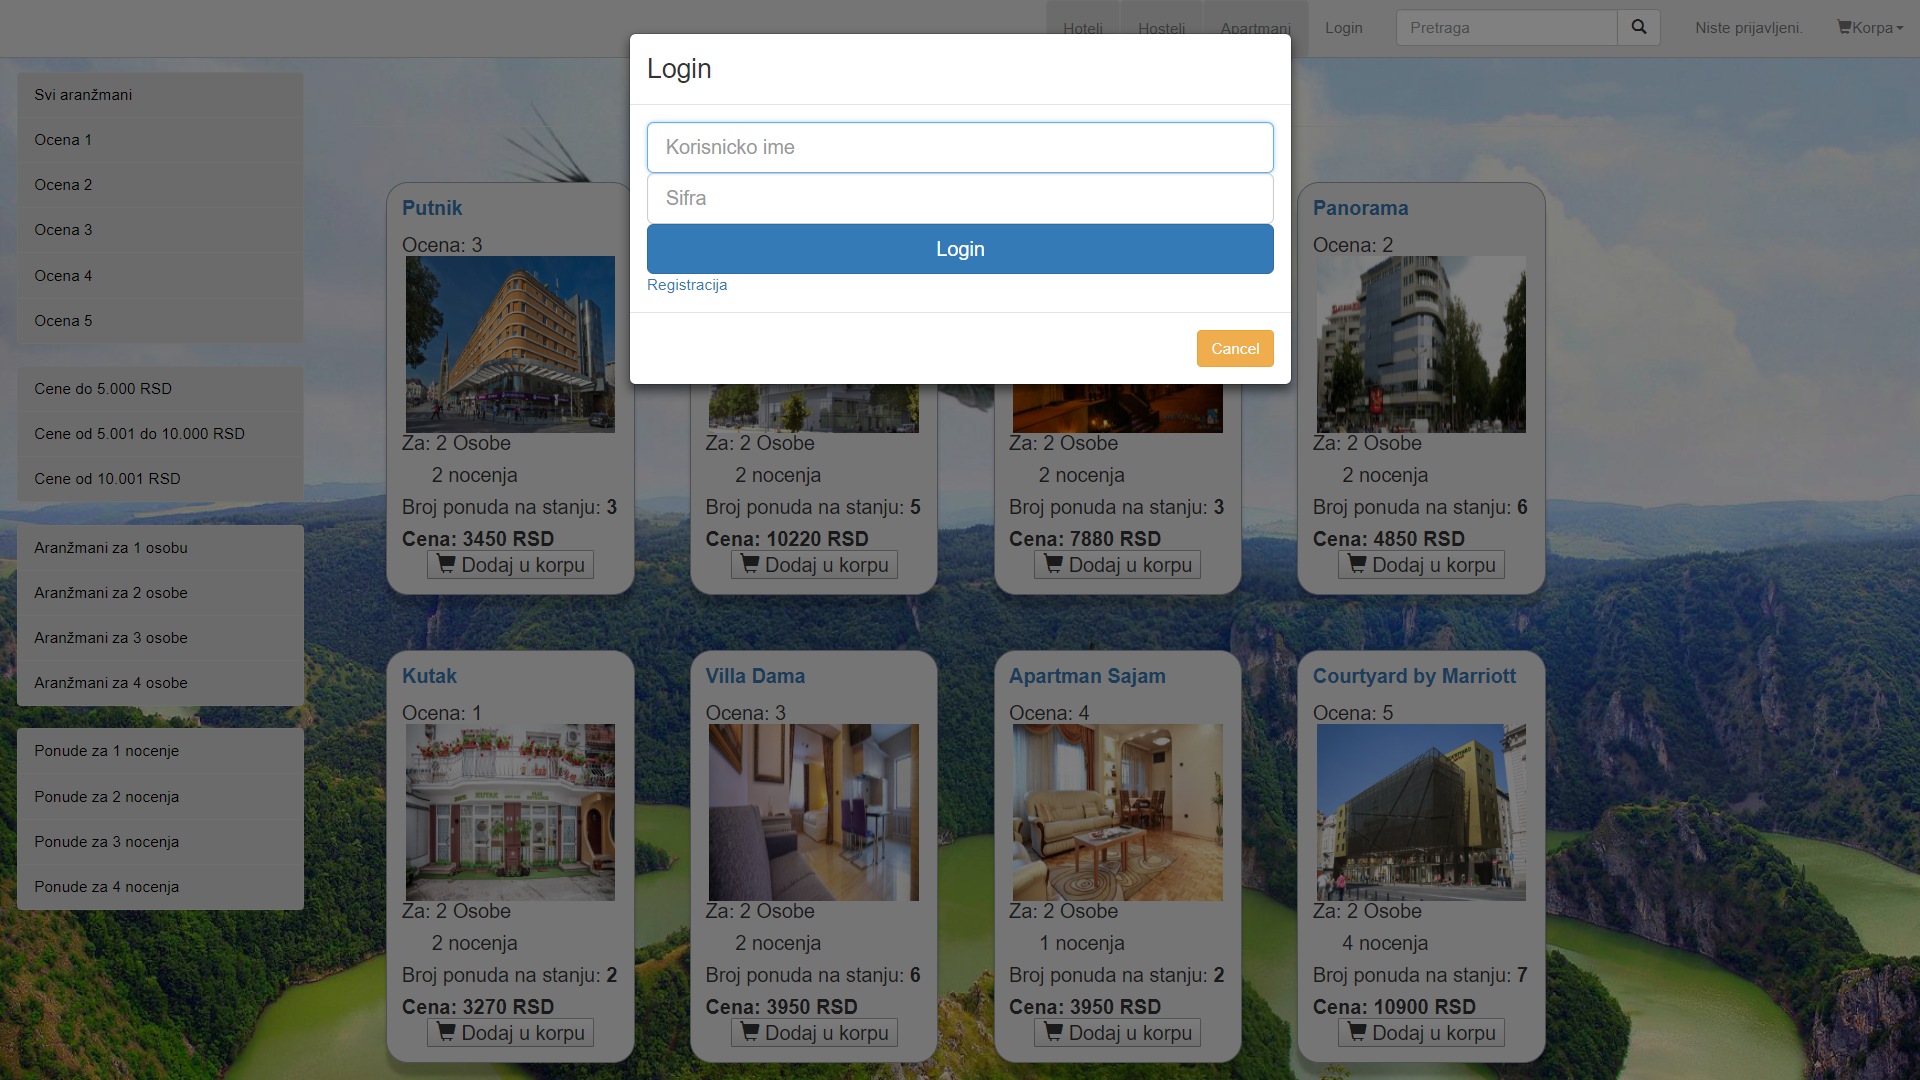 Hoteli Hosteli Apartmani Login Pretraga Niste prijavljeni. Korpa
Login
Korisnicko ime
Sifra
Login
Registracija
Cancel
Svi aranžmani
Ocena 1
Ocena 2
Ocena 3
Ocena 4
Ocena 5
Cene do 5.000 RSD
Cene od 5.001 do 10.000 RSD
Cene od 10.001 RSD
Aranžmani za 1 osobu
Aranžmani za 2 osobe
Aranžmani za 3 osobe
Aranžmani za 4 osobe
Ponude za 1 nocenje
Ponude za 2 nocenja
Ponude za 3 nocenja
Ponude za 4 nocenja
Putnik
Ocena: 3
Za: 2 Osobe
2 nocenja
Broj ponuda na stanju: 3
Cena: 3450 RSD
Dodaj u korpu
Za: 2 Osobe
2 nocenja
Broj ponuda na stanju: 5
Cena: 10220 RSD
Dodaj u korpu
Za: 2 Osobe
2 nocenja
Broj ponuda na stanju: 3
Cena: 7880 RSD
Dodaj u korpu
Panorama
Ocena: 2
Za: 2 Osobe
2 nocenja
Broj ponuda na stanju: 6
Cena: 4850 RSD
Dodaj u korpu
Kutak
Ocena: 1
KUTAK
Za: 2 Osobe
2 nocenja
Broj ponuda na stanju: 2
Cena: 3270 RSD
Dodaj u korpu
Villa Dama
Ocena: 3
Za: 2 Osobe
2 nocenja
Broj ponuda na stanju: 6
Cena: 3950 RSD
Dodaj u korpu
Apartman Sajam
Ocena: 4
Za: 2 Osobe
1 nocenja
Broj ponuda na stanju: 2
Cena: 3950 RSD
Dodaj u korpu
Courtyard by Marriott
Ocena: 5
Za: 2 Osobe
4 nocenja
Broj ponuda na stanju: 7
Cena: 10900 RSD
Dodaj u korpu